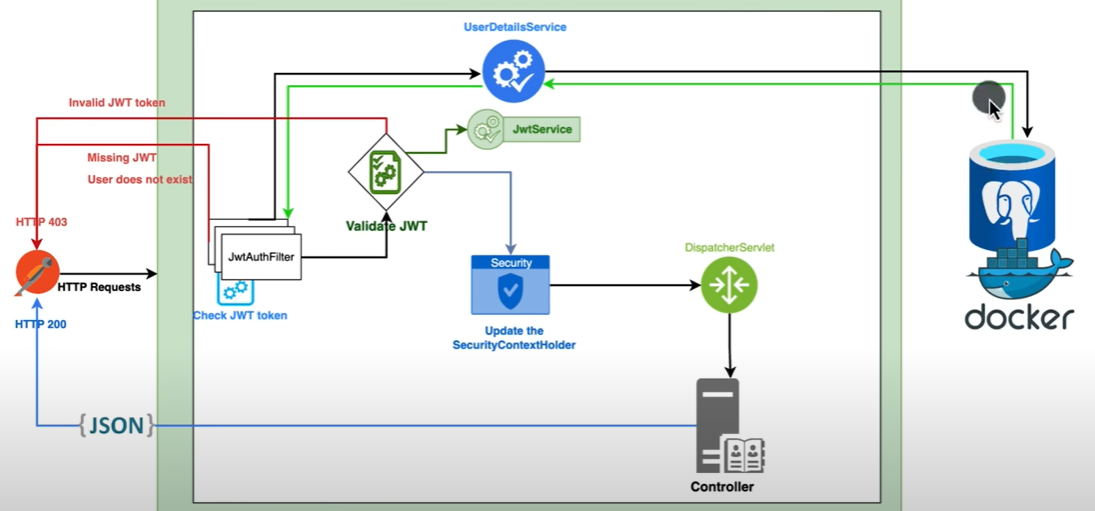 UserDetailsService
Invalid JWT token
JwtService
Missing JWT
User does not exist
HTTP 403
Validate JWT
JwtAuthFilter
DispatcherServlet
Security
HTTP Requests
Check JWT token
HTTP 200
Update the
SecurityContextHolder
docker
{JSON}
Controller